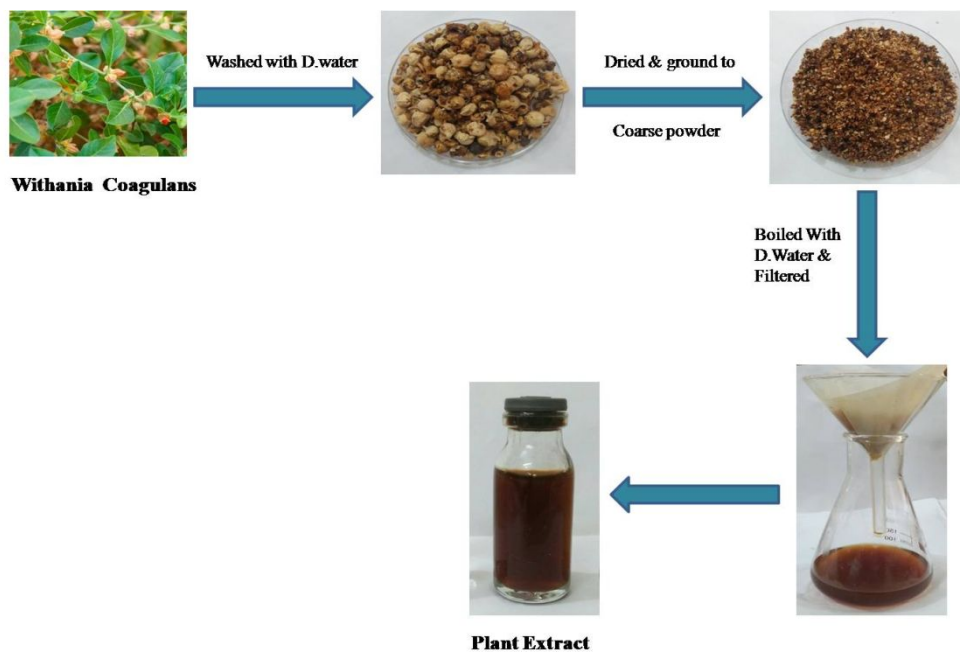 Washed with D.water
Dried & ground to
Coarse powder
Withania Coagulans
Boiled With
D.Water &
Filtered
Plant Extract